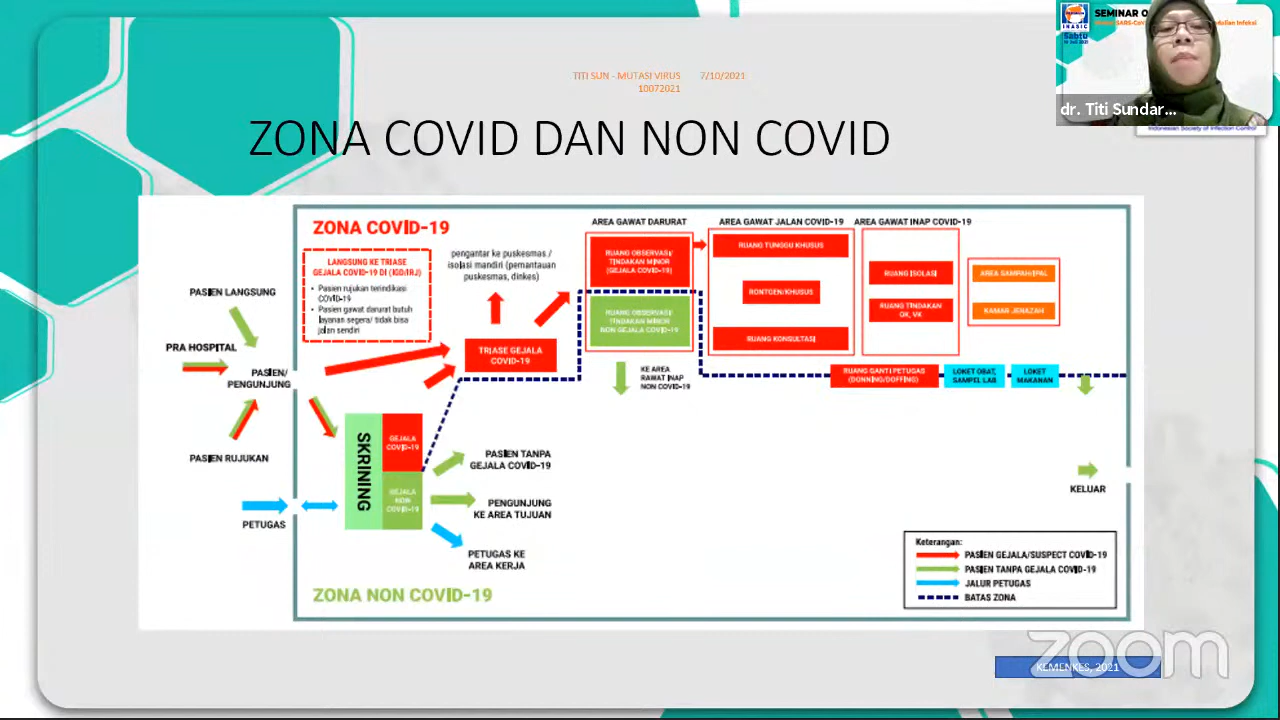 SEMINAR O
Sabtu
dr. Titi Sundar...
Indonesian Society of Infection Control
TITI SUN - MUTASI VIRUS 7/10/2021
10072021
ZONA COVID DAN NON COVID
ZONA COVID-19
LANGSUNG KE TRIASE
GEJALA COVID-19 DI (IGD/IRJ)
• Pasien rujukan terindikasi
COVID-19
• Pasien gawat darurat butuh
layanan segera/ tidak bisa
jalan sendiri
pengantar ke puskesmas /
isolasi mandiri (pemantauan
puskesmas, dinkes)
AREA GAWAT DARURAT
RUANG OBSERVASI/
TINDAKAN MINOR
(GEJALA COVID-19)
RUANG OBSERVASI/
TINDAKAN MINOR
NON GEJALA COVID-19
AREA GAWAT JALAN COVID-19
RUANG TUNGGU KHUSUS
RONTGEN/KHUSUS
RUANG KONSULTASI
AREA GAWAT INAP COVID-19
RUANG ISOLASI
RUANG TINDAKAN
OK, VK
AREA SAMPAH/IPAL
KAMAR JENAZAH
PASIEN LANGSUNG
PRA HOSPITAL
PASIEN/
PENGUNJUNG
PASIEN RUJUKAN
PETUGAS
TRIASE GEJALA
COVID-19
KE AREA
RAWAT INAP
NON COVID-19
RUANG GANTI PETUGAS
(DONNING/DOFFING)
LOKET OBAT,
SAMPEL LAB
LOKET
MAKANAN
SKRINING
GEJALA
COVID-19
GEJALA
NON
COVID-19
PASIEN TANPA
GEJALA COVID-19
PENGUNJUNG
KE AREA TUJUAN
PETUGAS KE
AREA KERJA
KELUAR
ZONA NON COVID-19
Keterangan:
PASIEN GEJALA/SUSPECT COVID-19
PASIEN TANPA GEJALA COVID-19
JALUR PETUGAS
BATAS ZONA
KEMENKES, 2021
zoom